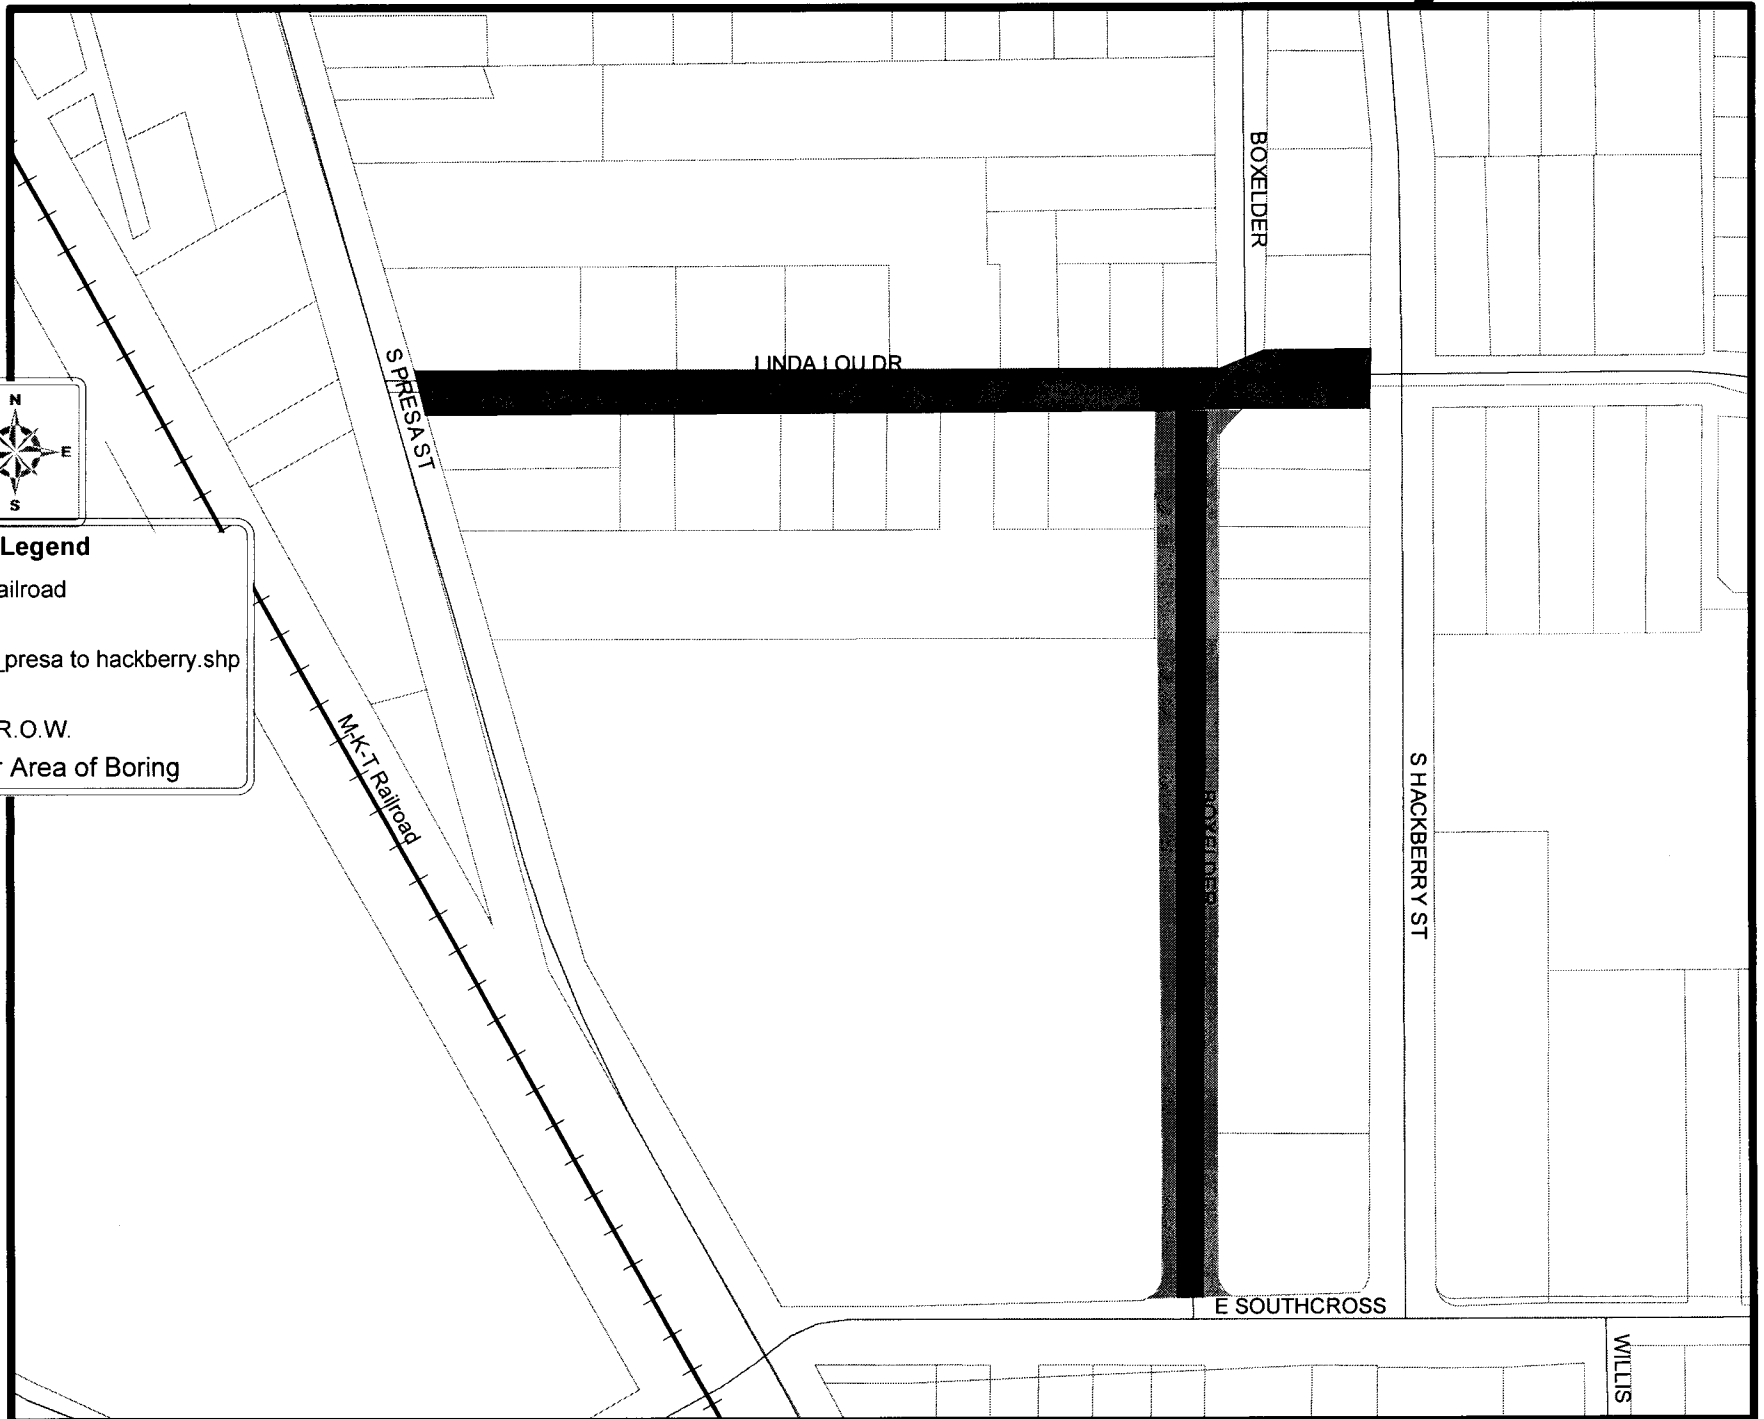 BOXELDER
LINDA LOU DR
S PRESA ST
N
E
S
Legend
ailroad
_presa to hackberry.shp
R.O.W.
r Area of Boring
M-K-T Railroad
BOXELDER
S HACKBERRY ST
E SOUTHCROSS
WILLIS